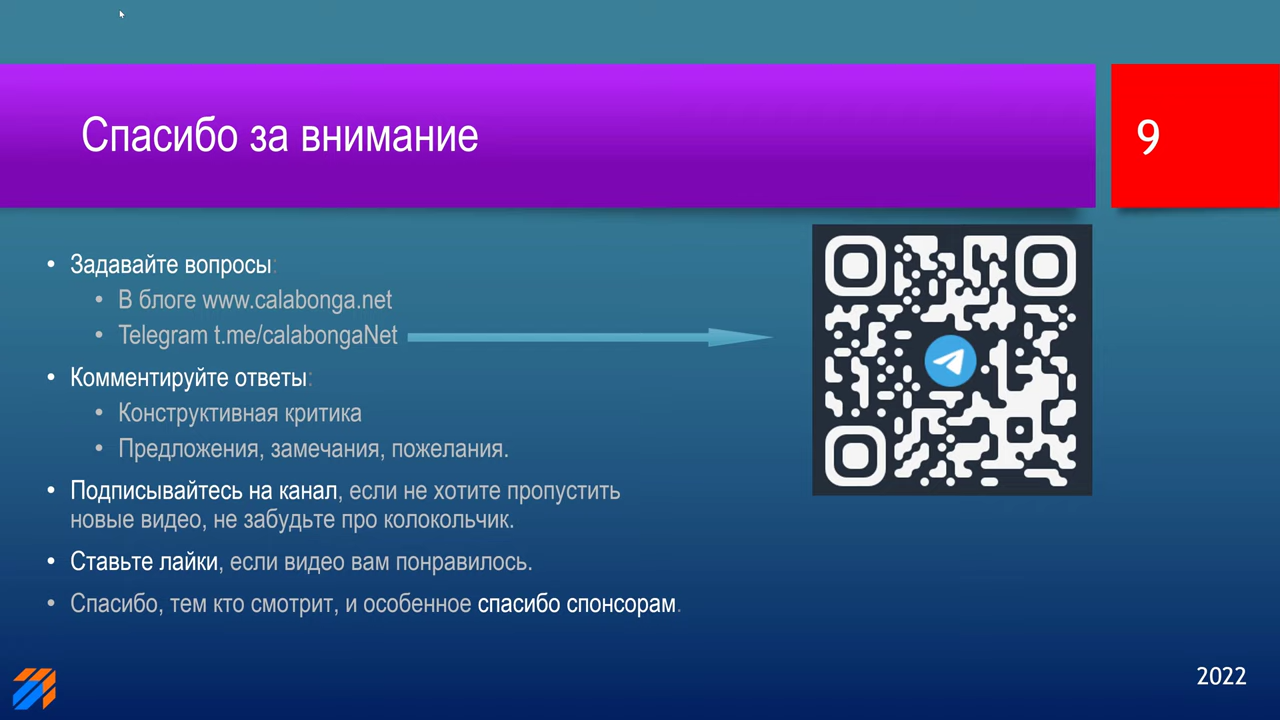 Спасибо за внимание
9
• Задавайте вопросы:
• В блоге www.calabonga.net
• Telegram t.me/calabongaNet
• Комментируйте ответы:
• Конструктивная критика
• Предложения, замечания, пожелания.
• Подписывайтесь на канал, если не хотите пропустить
новые видео, не забудьте про колокольчик.
• Ставьте лайки, если видео вам понравилось.
• Спасибо, тем кто смотрит, и особенное спасибо спонсорам.
2022